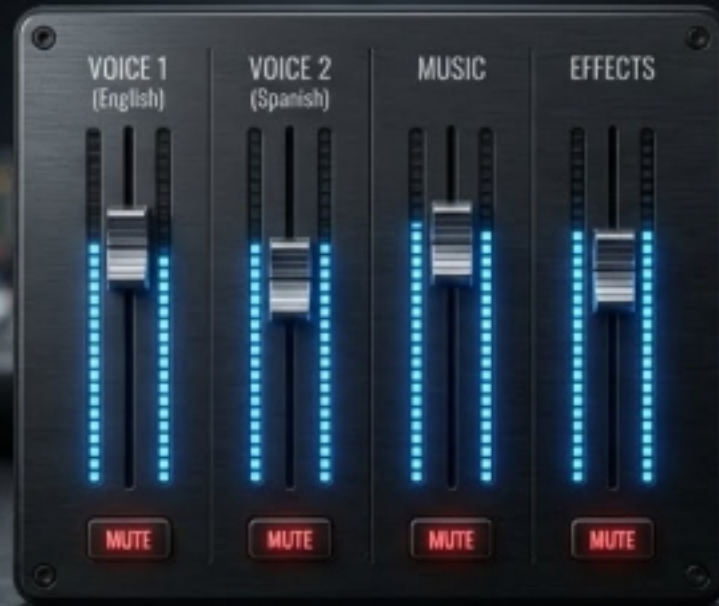 VOICE 1
(English)
VOICE 2
(Spanish)
MUSIC
EFFECTS
MUTE
MUTE
MUTE
MUTE